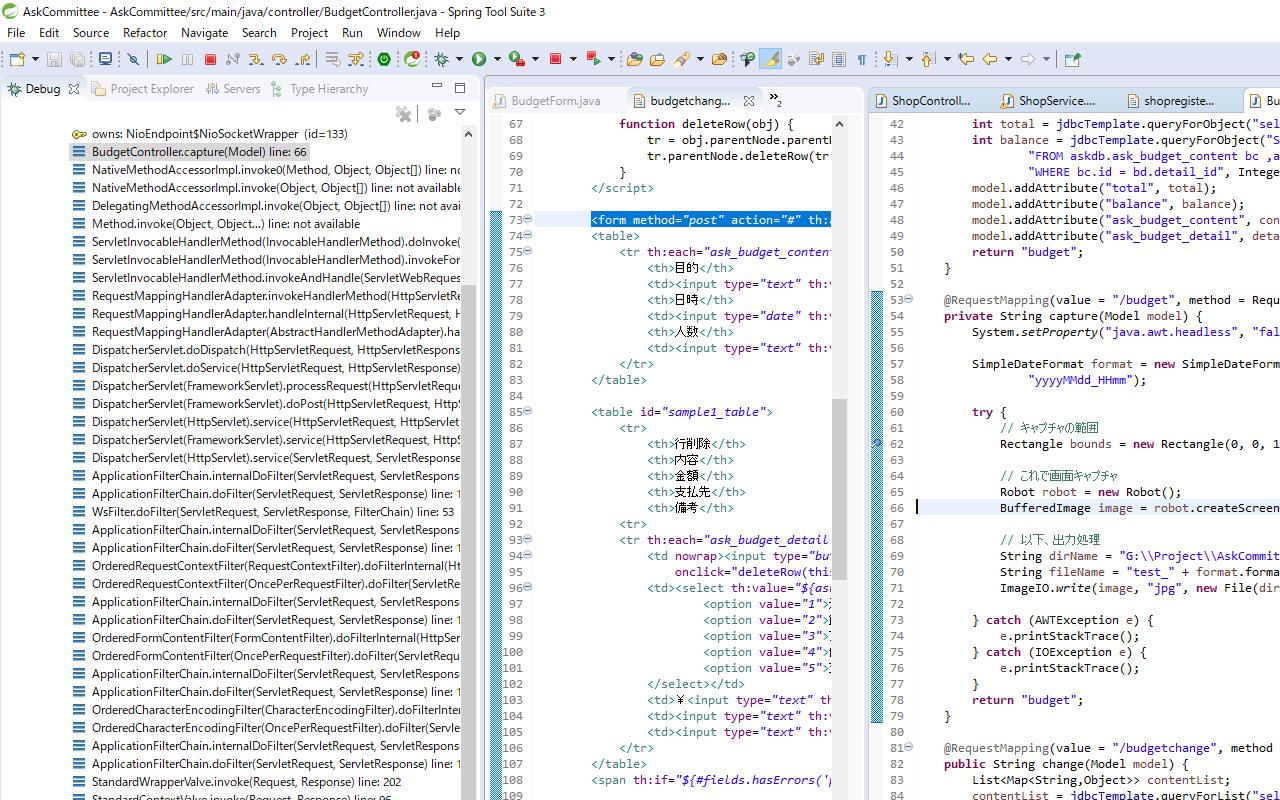 AskCommittee - AskCommittee/src/main/java/controller/BudgetController.java - Spring Tool Suite 3
File Edit Source Refactor Navigate Search Project Run Window Help
Debug Project Explorer Servers Type Hierarchy
owns: NioEndpoint$NioSocketWrapper (id=133)
BudgetController.capture(Model) line: 66
NativeMethodAccessorImpl.invoke0(Method, Object, Object[]) line: no
NativeMethodAccessorImpl.invoke(Object, Object[]) line: not available
DelegatingMethodAccessorImpl.invoke(Object, Object[]) line: not avai
Method.invoke(Object, Object...) line: not available
ServletInvocableHandlerMethod(InvocableHandlerMethod).doInvoke(
ServletInvocableHandlerMethod(InvocableHandlerMethod).invokeFor
ServletInvocableHandlerMethod.invokeAndHandle(ServletWebReques
RequestMappingHandlerAdapter.invokeHandlerMethod(HttpServletR
RequestMappingHandlerAdapter.handleInternal(HttpServletRequest, H
RequestMappingHandlerAdapter(AbstractHandlerMethodAdapter).ha
DispatcherServlet.doDispatch(HttpServletRequest, HttpServletRespons
DispatcherServlet.doService(HttpServletRequest, HttpServletResponse)
DispatcherServlet(FrameworkServlet).processRequest(HttpServletRequ
DispatcherServlet(FrameworkServlet).doPost(HttpServletRequest, Http
DispatcherServlet(HttpServlet).service(HttpServletRequest, HttpServlet
DispatcherServlet(FrameworkServlet).service(HttpServletRequest, Http
DispatcherServlet(HttpServlet).service(ServletRequest, ServletResponse
ApplicationFilterChain.internalDoFilter(ServletRequest, ServletRespons
ApplicationFilterChain.doFilter(ServletRequest, ServletResponse) line: 1
WsFilter.doFilter(ServletRequest, ServletResponse, FilterChain) line: 53
ApplicationFilterChain.internalDoFilter(ServletRequest, ServletRespons
ApplicationFilterChain.doFilter(ServletRequest, ServletResponse) line: 1
OrderedRequestContextFilter(RequestContextFilter).doFilterInternal(Ht
OrderedRequestContextFilter(OncePerRequestFilter).doFilter(ServletRe
ApplicationFilterChain.internalDoFilter(ServletRequest, ServletRespons
ApplicationFilterChain.doFilter(ServletRequest, ServletResponse) line: 1
OrderedFormContentFilter(FormContentFilter).doFilterInternal(HttpSer
OrderedFormContentFilter(OncePerRequestFilter).doFilter(ServletRequ
ApplicationFilterChain.internalDoFilter(ServletRequest, ServletRespons
ApplicationFilterChain.doFilter(ServletRequest, ServletResponse) line: 1
OrderedCharacterEncodingFilter(CharacterEncodingFilter).doFilterInter
OrderedCharacterEncodingFilter(OncePerRequestFilter).doFilter(Servle
ApplicationFilterChain.internalDoFilter(ServletRequest, ServletRespons
ApplicationFilterChain.doFilter(ServletRequest, ServletResponse) line: 1
StandardWrapperValve.invoke(Request, Response) line: 202
StandardContextValve.invoke(Request, Response) line: 96
BudgetForm.java budgetchang... »2
67 function deleteRow(obj) {
68 tr = obj.parentNode.parent
69 tr.parentNode.deleteRow(tr
70 }
71 </script>
72
73 <form method="post" action="#" th:
74 <table>
75 <tr th:each="ask_budget_conten
76 <th>目的</th>
77 <td><input type="text" th:v
78 <th>日時</th>
79 <td><input type="date" th:v
80 <th>人数</th>
81 <td><input type="text" th:v
82 </tr>
83 </table>
84
85 <table id="sample1_table">
86 <tr>
87 <th>行削除</th>
88 <th>内容</th>
89 <th>金額</th>
90 <th>支払先</th>
91 <th>備考</th>
92 <tr>
93 <tr th:each="ask_budget_detail
94 <td nowrap><input type="bu
95 onclick="deleteRow(thi
96 <td><select th:value="${as
97 <option value="1">
98 <option value="2">
99 <option value="3">
100 <option value="4">
101 <option value="5">
102 </select></td>
103 <td>¥<input type="text" th
104 <td><input type="text" th:
105 <td><input type="text" th:
106 </tr>
107 </table>
108 <span th:if="${#fields.hasErrors('
109
ShopControll... ShopService.... shopregiste... Bu
42 int total = jdbcTemplate.queryForObject("sel
43 int balance = jdbcTemplate.queryForObject("S
44 "FROM askdb.ask_budget_content bc ,a
45 "WHERE bc.id = bd.detail_id", Intege
46 model.addAttribute("total", total);
47 model.addAttribute("balance", balance);
48 model.addAttribute("ask_budget_content", con
49 model.addAttribute("ask_budget_detail", deta
50 return "budget";
51 }
52
53 @RequestMapping(value = "/budget", method = Requ
54 private String capture(Model model) {
55 System.setProperty("java.awt.headless", "fal
56
57 SimpleDateFormat format = new SimpleDateForm
58 "yyyyMMdd_HHmm");
59
60 try {
61 // キャプチャの範囲
62 Rectangle bounds = new Rectangle(0, 0, 1
63
64 // これで画面キャプチャ
65 Robot robot = new Robot();
66 BufferedImage image = robot.createScreen
67
68 // 以下、出力処理
69 String dirName = "G:\\Project\\AskCommit
70 String fileName = "test_" + format.forma
71 ImageIO.write(image, "jpg", new File(dir
72
73 } catch (AWTException e) {
74 e.printStackTrace();
75 } catch (IOException e) {
76 e.printStackTrace();
77 }
78 return "budget";
79 }
80
81 @RequestMapping(value = "/budgetchange", method
82 public String change(Model model) {
83 List<Map<String,Object>> contentList;
84 contentList = jdbcTemplate.queryForList("sel